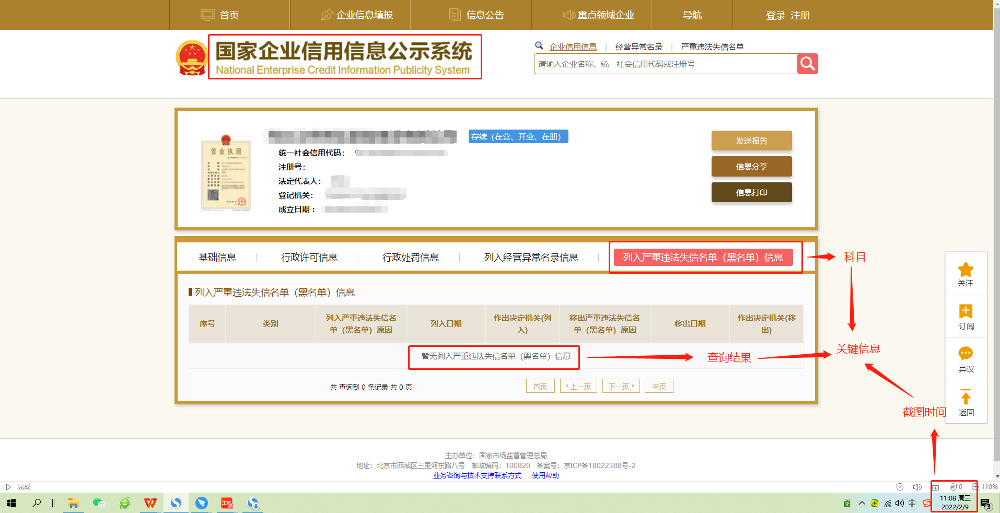 首页
企业信息填报
信息公告
重点领域企业
导航
登录 注册
国家企业信用信息公示系统
National Enterprise Credit Information Publicity System
企业信用信息 | 经营异常名录 | 严重违法失信名单
请输入企业名称、统一社会信用代码或注册号
存续（在营、开业、在册）
营业执照
统一社会信用代码：
注册号：
法定代表人：
登记机关：
成立日期：
发送报告
信息分享
信息打印
基础信息
行政许可信息
行政处罚信息
列入经营异常名录信息
列入严重违法失信名单（黑名单）信息
科目
列入严重违法失信名单（黑名单）信息
序号
类别
列入严重违法失信名
单（黑名单）原因
列入日期
作出决定机关(列
入)
移出严重违法失信名
单（黑名单）原因
移出日期
作出决定机关(移
出)
暂无列入严重违法失信名单（黑名单）信息
查询结果
关键信息
共 查询到 0 条记录 共 0 页
首页
上一页
下一页
末页
关注
订阅
异议
返回
截图时间
主办单位：国家市场监督管理总局
地址：北京市西城区三里河东路八号 邮政编码：100820 备案号：京ICP备18022388号-2
业务咨询与技术支持联系方式 使用帮助
完成
0
110%
工
中
11:08 周三
2022/2/9
3